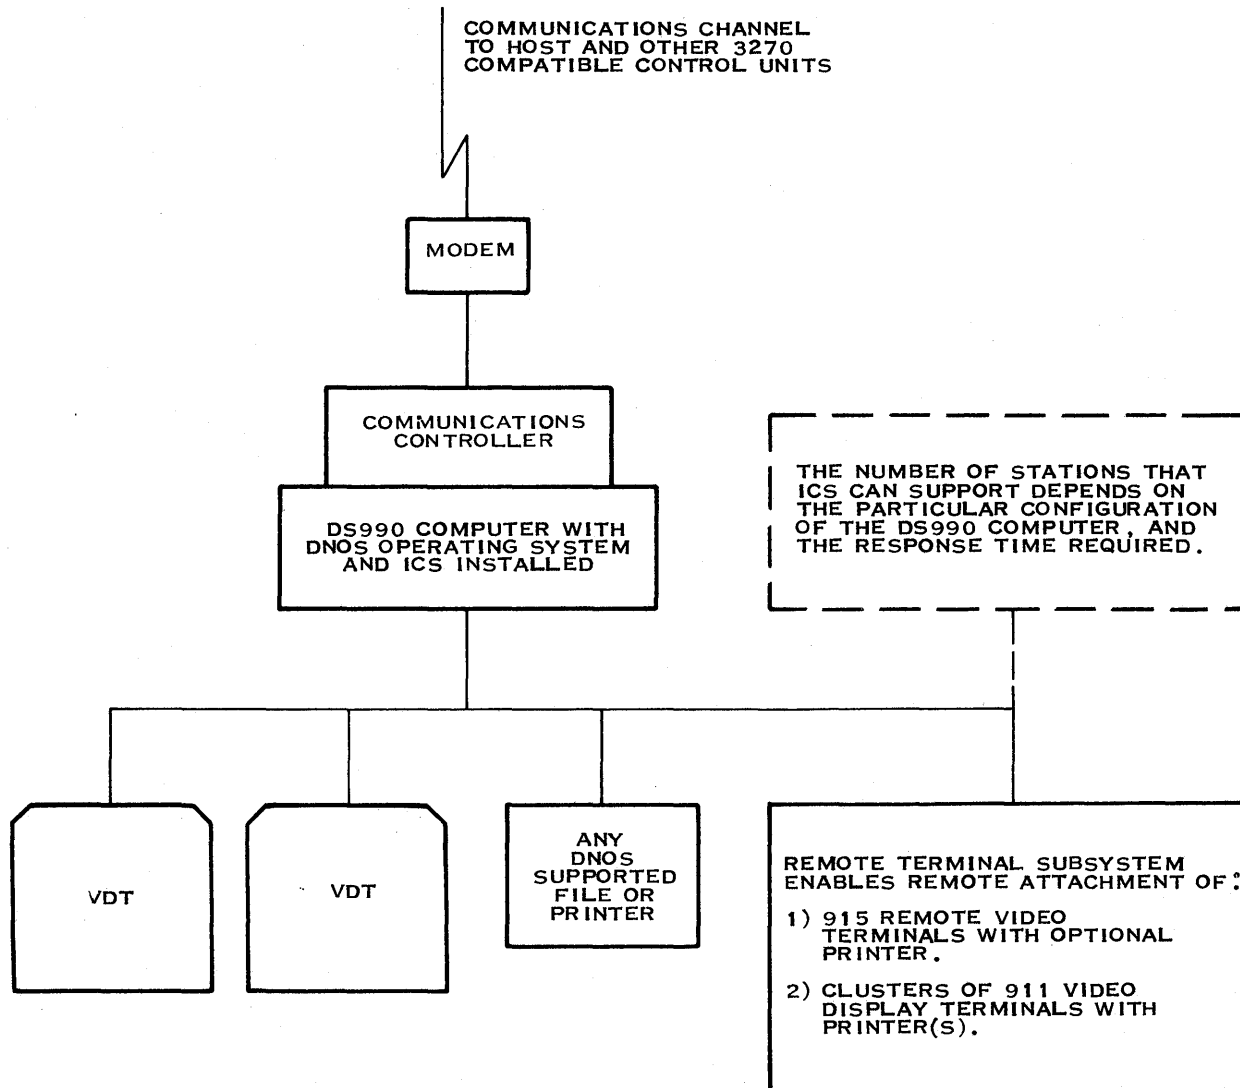 COMMUNICATIONS CHANNEL
TO HOST AND OTHER 3270
COMPATIBLE CONTROL UNITS
MODEM
COMMUNICATIONS
CONTROLLER
DS990 COMPUTER WITH
DNOS OPERATING SYSTEM
AND ICS INSTALLED
THE NUMBER OF STATIONS THAT
ICS CAN SUPPORT DEPENDS ON
THE PARTICULAR CONFIGURATION
OF THE DS990 COMPUTER, AND
THE RESPONSE TIME REQUIRED.
VDT
VDT
ANY
DNOS
SUPPORTED
FILE OR
PRINTER
REMOTE TERMINAL SUBSYSTEM
ENABLES REMOTE ATTACHMENT OF:
1) 915 REMOTE VIDEO
TERMINALS WITH OPTIONAL
PRINTER.
2) CLUSTERS OF 911 VIDEO
DISPLAY TERMINALS WITH
PRINTER(S).